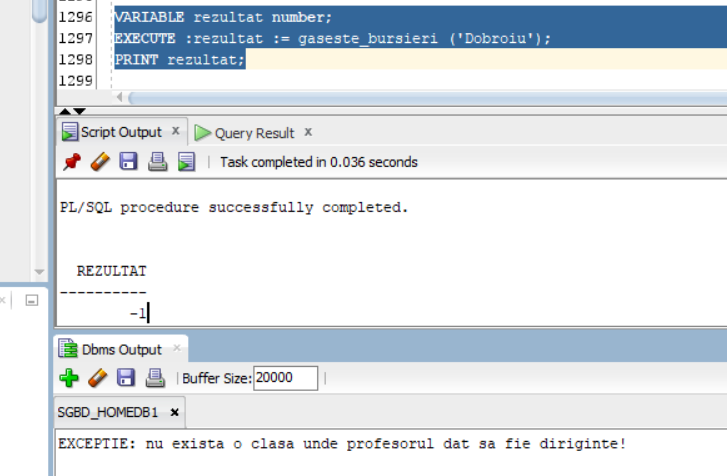 1296 VARIABLE rezultat number;
1297 EXECUTE :rezultat := gaseste_bursieri ('Dobroiu');
1298 PRINT rezultat;
1299
Script Output x Query Result x
Task completed in 0.036 seconds
PL/SQL procedure successfully completed.
REZULTAT
----------
-1
Dbms Output x
Buffer Size: 20000
SGBD_HOMEDB1 x
EXCEPTIE: nu exista o clasa unde profesorul dat sa fie diriginte!